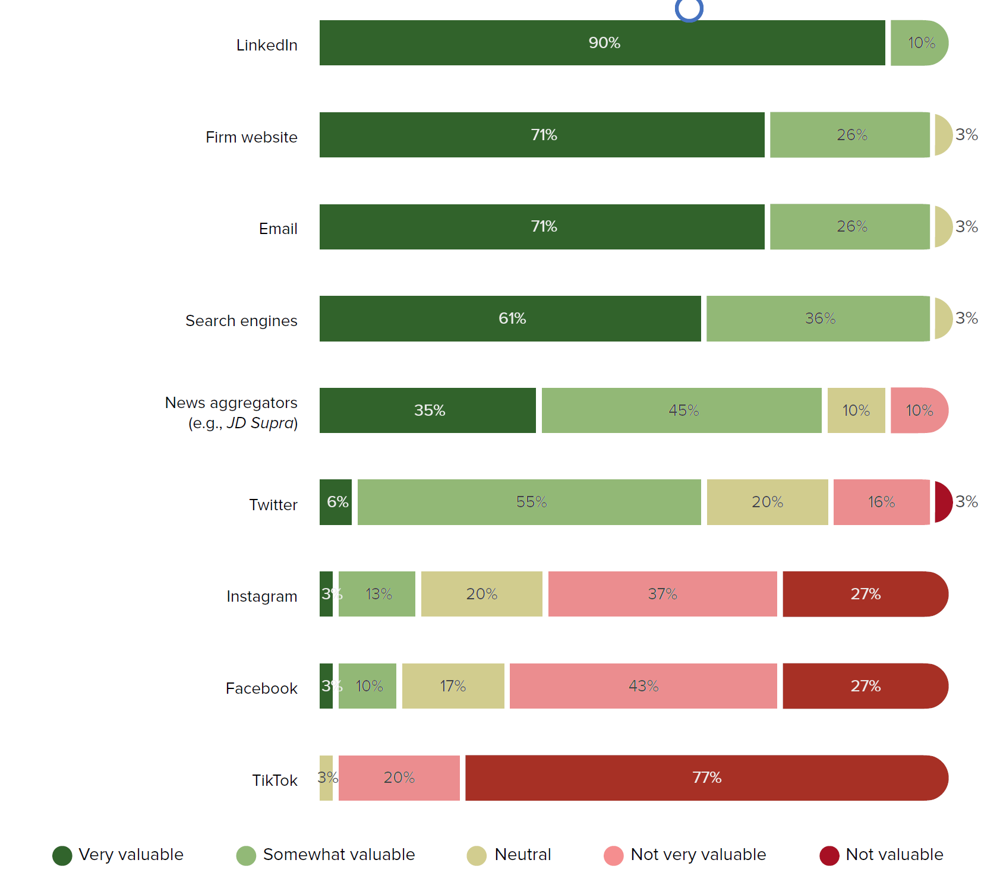 LinkedIn 90% 10%
Firm website 71% 26% 3%
Email 71% 26% 3%
Search engines 61% 36% 3%
News aggregators
(e.g., JD Supra) 35% 45% 10% 10%
Twitter 6% 55% 20% 16% 3%
Instagram 3% 13% 20% 37% 27%
Facebook 3% 10% 17% 43% 27%
TikTok 3% 20% 77%
Very valuable Somewhat valuable Neutral Not very valuable Not valuable